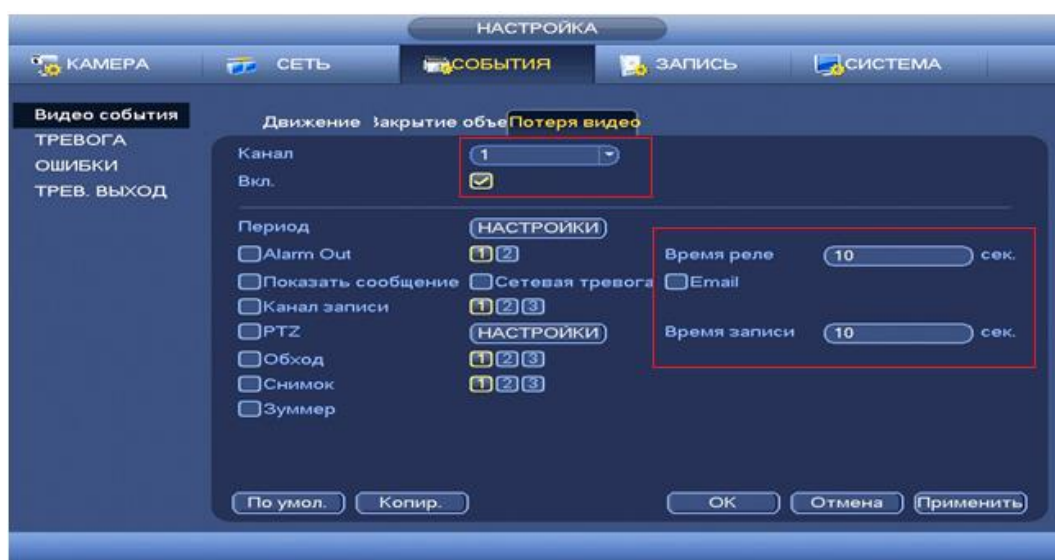 НАСТРОЙКА
КАМЕРА СЕТЬ СОБЫТИЯ ЗАПИСЬ СИСТЕМА
Видео события
ТРЕВОГА
ОШИБКИ
ТРЕВ. ВЫХОД
Движение Закрытие объе Потеря видео
Канал 1
Вкл.
Период НАСТРОЙКИ
Alarm Out 1 2 Время реле 10 сек.
Показать сообщение Сетевая тревога Email
Канал записи 1 2 3
PTZ НАСТРОЙКИ Время записи 10 сек.
Обход 1 2 3
Снимок 1 2 3
Зуммер
По умол. Копир. OK Отмена Применить